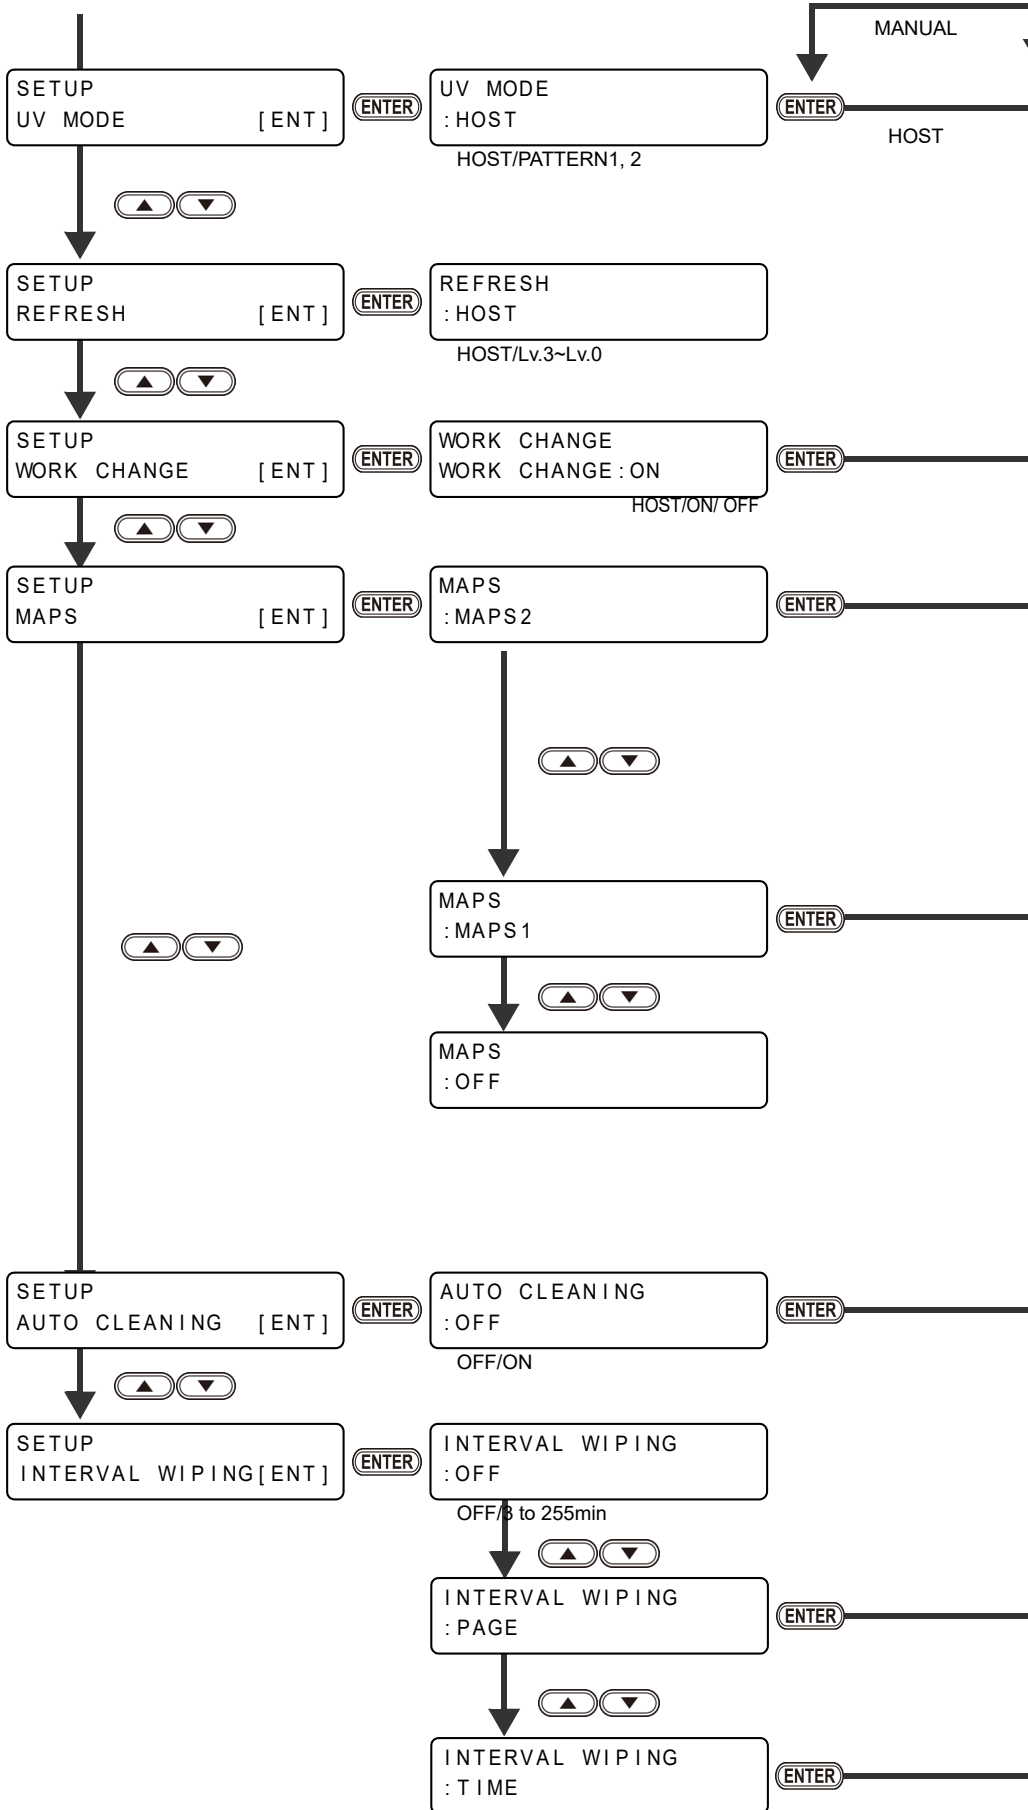 MANUAL
SETUP
UV MODE [ENT]
ENTER
UV MODE
:HOST
ENTER
HOST
HOST/PATTERN1, 2
SETUP
REFRESH [ENT]
ENTER
REFRESH
:HOST
HOST/Lv.3~Lv.0
SETUP
WORK CHANGE [ENT]
ENTER
WORK CHANGE
WORK CHANGE:ON
ENTER
HOST/ON/ OFF
SETUP
MAPS [ENT]
ENTER
MAPS
:MAPS2
ENTER
MAPS
:MAPS1
ENTER
MAPS
:OFF
SETUP
AUTO CLEANING [ENT]
ENTER
AUTO CLEANING
:OFF
ENTER
OFF/ON
SETUP
INTERVAL WIPING[ENT]
ENTER
INTERVAL WIPING
:OFF
OFF/3 to 255min
INTERVAL WIPING
:PAGE
ENTER
INTERVAL WIPING
:TIME
ENTER